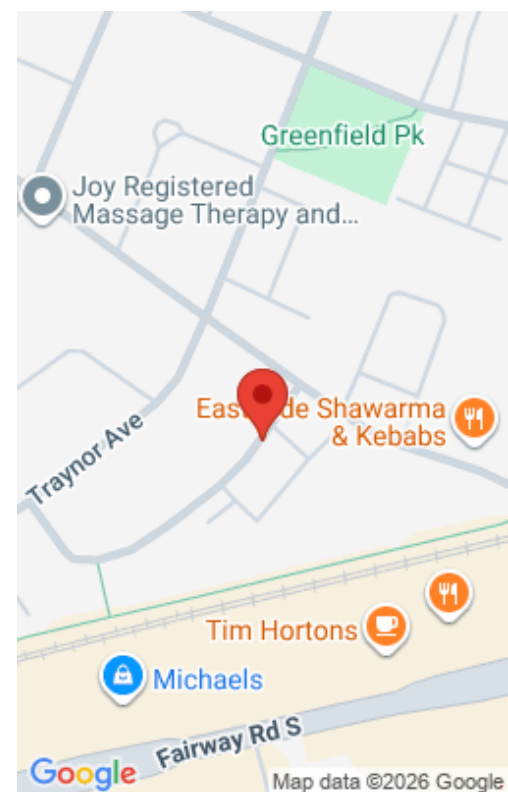 Greenfield Pk
Joy Registered
Massage Therapy and...
Traynor Ave
Shawarma
& Kebabs
Tim Hortons
Michaels
Fairway Rd S
Google
Map data ©2026 Google